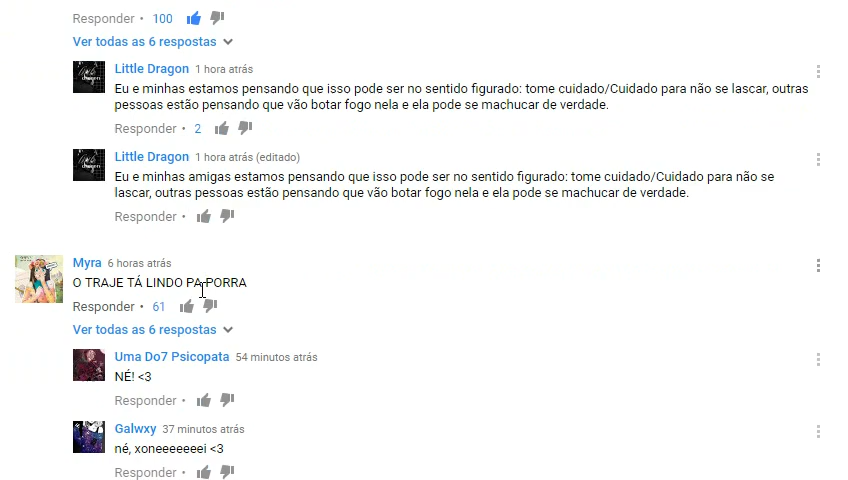 Responder • 100
Ver todas as 6 respostas
Little Dragon 1 hora atrás
Eu e minhas estamos pensando que isso pode ser no sentido figurado: tome cuidado/Cuidado para não se lascar, outras
pessoas estão pensando que vão botar fogo nela e ela pode se machucar de verdade.
Responder • 2
Little Dragon 1 hora atrás (editado)
Eu e minhas amigas estamos pensando que isso pode ser no sentido figurado: tome cuidado/Cuidado para não se
lascar, outras pessoas estão pensando que vão botar fogo nela e ela pode se machucar de verdade.
Responder •
Myra 6 horas atrás
O TRAJE TÁ LINDO PA PORRA
Responder • 61
Ver todas as 6 respostas
Uma Do7 Psicopata 54 minutos atrás
NÉ! <3
Responder •
Galwxy 37 minutos atrás
né, xoneeeeeeei <3
Responder •